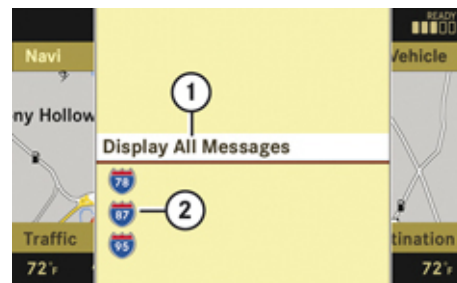 READY
Navi
Vehicle
1
ny Hollow
Display All Messages
78
87
2
95
Traffic
tination
72°F
72°F